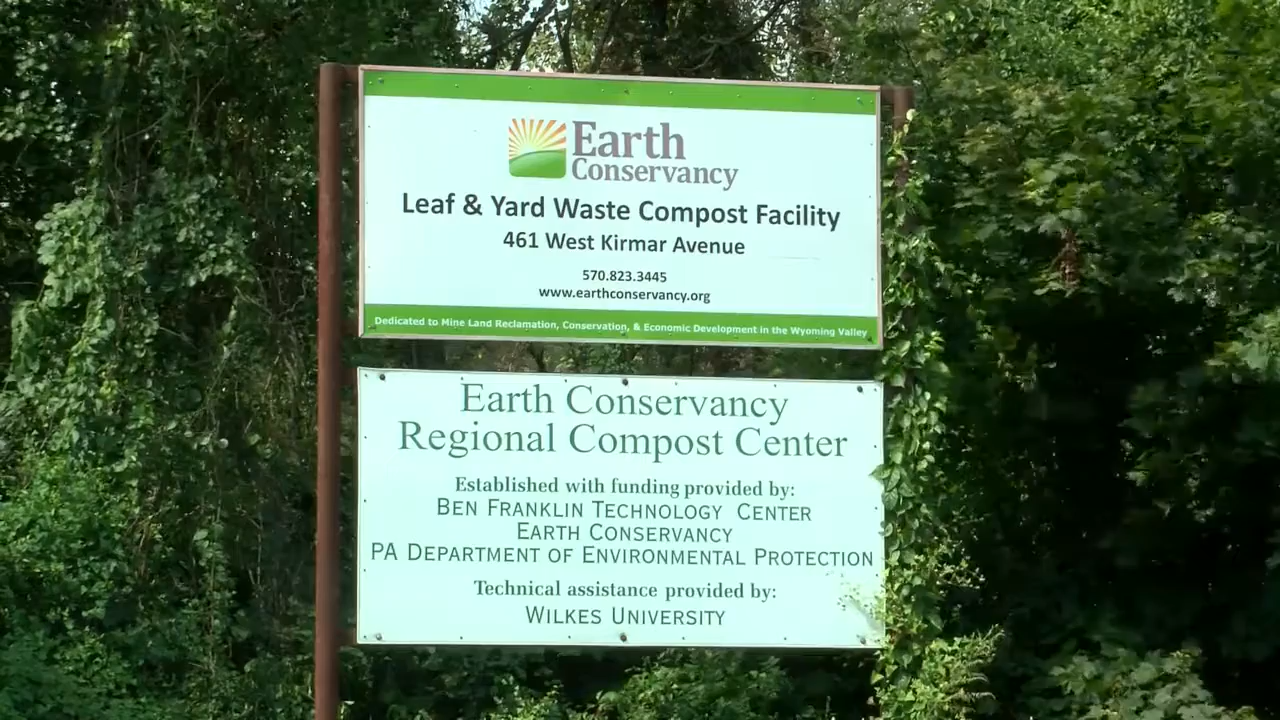 Earth
Conservancy
Leaf & Yard Waste Compost Facility
461 West Kirmar Avenue
570.823.3445
www.earthconservancy.org
Dedicated to Mine Land Reclamation, Conservation, & Economic Development in the Wyoming Valley
Earth Conservancy
Regional Compost Center
Established with funding provided by:
BEN FRANKLIN TECHNOLOGY CENTER
EARTH CONSERVANCY
PA DEPARTMENT OF ENVIRONMENTAL PROTECTION
Technical assistance provided by:
WILKES UNIVERSITY